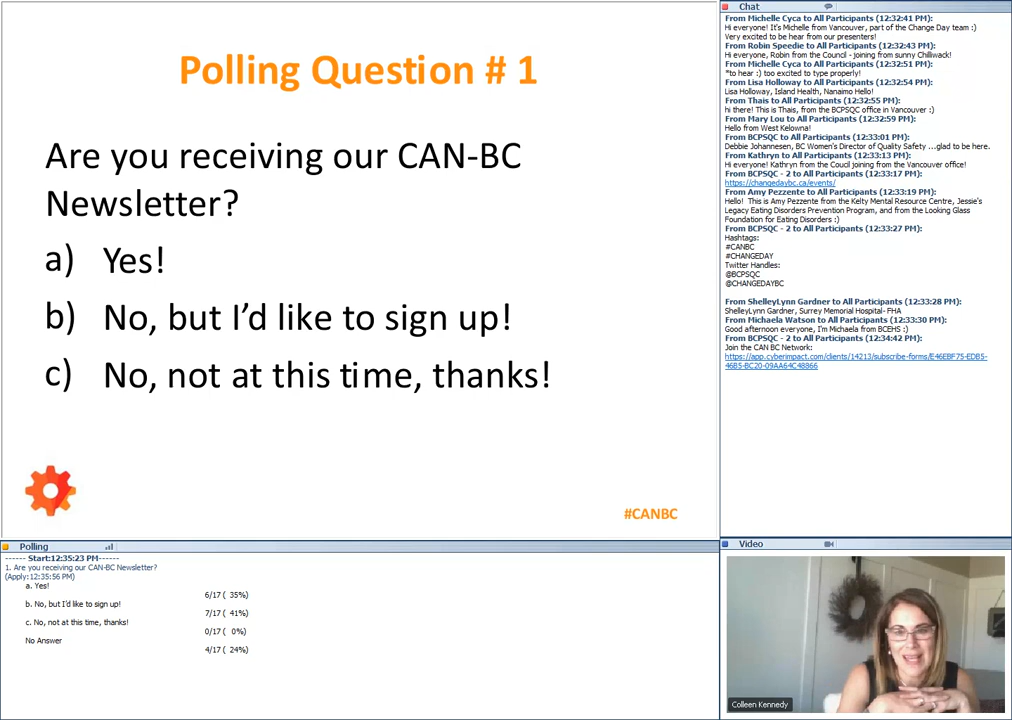 Polling Question # 1
Are you receiving our CAN-BC
Newsletter?
a) Yes!
b) No, but I'd like to sign up!
c) No, not at this time, thanks!
#CANBC
Chat
From Michelle Cyca to All Participants (12:32:41 PM):
Hi everyone! It's Michelle from Vancouver, part of the Change Day team :)
Very excited to be hear from our presenters!
From Robin Speedie to All Participants (12:32:43 PM):
Hi everyone, Robin from the Council - joining from sunny Chilliwack!
From Michelle Cyca to All Participants (12:32:51 PM):
*to hear :) too excited to type properly!
From Lisa Holloway to All Participants (12:32:54 PM):
Lisa Holloway, Island Health, Nanaimo Hello!
From Thais to All Participants (12:32:55 PM):
hi there! This is Thais, from the BCPSQC office in Vancouver :)
From Mary Lou to All Participants (12:32:59 PM):
Hello from West Kelowna!
From BCPSQC to All Participants (12:33:01 PM):
Debbie Johannesen, BC Women's Director of Quality Safety ...glad to be here.
From Kathryn to All Participants (12:33:13 PM):
Hi everyone! Kathryn from the Coucil joining from the Vancouver office!
From BCPSQC - 2 to All Participants (12:33:17 PM):
https://changedaybc.ca/events/
From Amy Pezzente to All Participants (12:33:19 PM):
Hello! This is Amy Pezzente from the Kelty Mental Resource Centre, Jessie's
Legacy Eating Disorders Prevention Program, and from the Looking Glass
Foundation for Eating Disorders :)
From BCPSQC - 2 to All Participants (12:33:27 PM):
Hashtags:
#CANBC
#CHANGEDAY
Twitter Handles:
@BCPSQC
@CHANGEDAYBC
From ShelleyLynn Gardner to All Participants (12:33:28 PM):
ShelleyLynn Gardner, Surrey Memorial Hospital- FHA
From Michaela Watson to All Participants (12:33:30 PM):
Good afternoon everyone, I'm Michaela from BCEHS :)
From BCPSQC - 2 to All Participants (12:34:42 PM):
Join the CAN BC Network:
https://app.cyberimpact.com/clients/14213/subscribe-forms/E46EBF75-EDB5-
46B5-BC20-09AA64C48B66
Polling
------ Start:12:35:23 PM------
1. Are you receiving our CAN-BC Newsletter?
(Apply:12:35:56 PM)
a. Yes!
6/17 ( 35%)
b. No, but I'd like to sign up!
7/17 ( 41%)
c. No, not at this time, thanks!
0/17 ( 0%)
No Answer
4/17 ( 24%)
Video
Colleen Kennedy